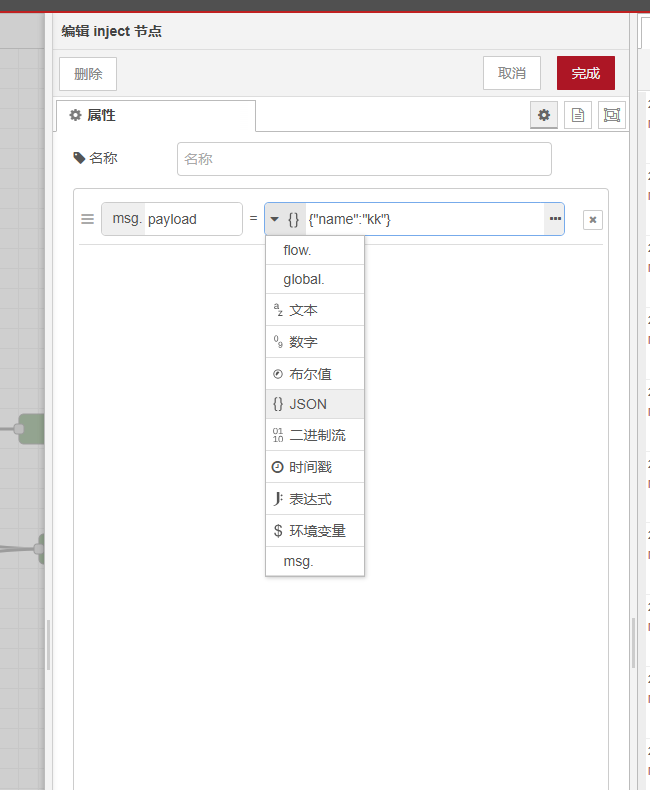 编辑 inject 节点
删除
取消
完成
属性
名称
名称
msg. payload = {} {"name":"kk"}
flow.
global.
文本
数字
布尔值
{} JSON
二进制流
时间戳
表达式
$ 环境变量
msg.